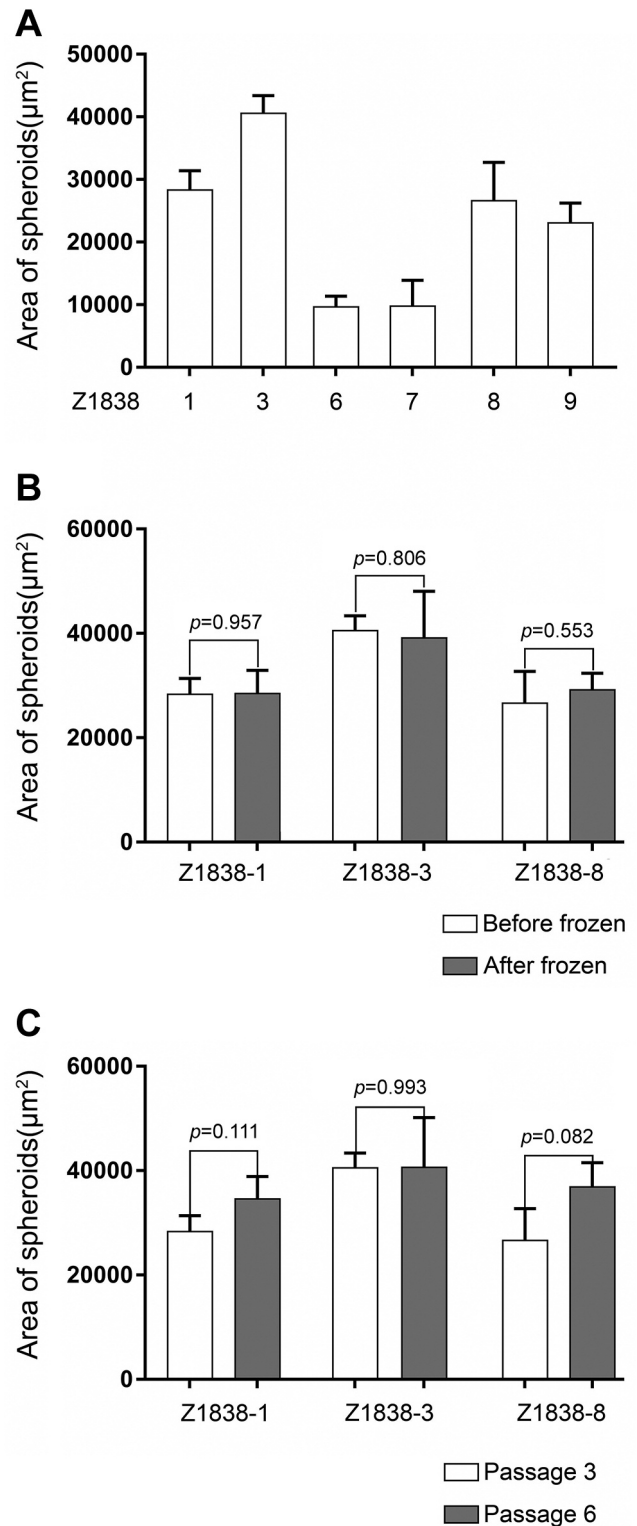 A
Area of spheroids(μm²)
50000
40000
30000
20000
10000
0
Z1838 1 3 6 7 8 9
B
Area of spheroids(μm²)
60000
40000
20000
0
p=0.957
p=0.806
p=0.553
Z1838-1 Z1838-3 Z1838-8
Before frozen
After frozen
C
Area of spheroids(μm²)
60000
40000
20000
0
p=0.111
p=0.993
p=0.082
Z1838-1 Z1838-3 Z1838-8
Passage 3
Passage 6